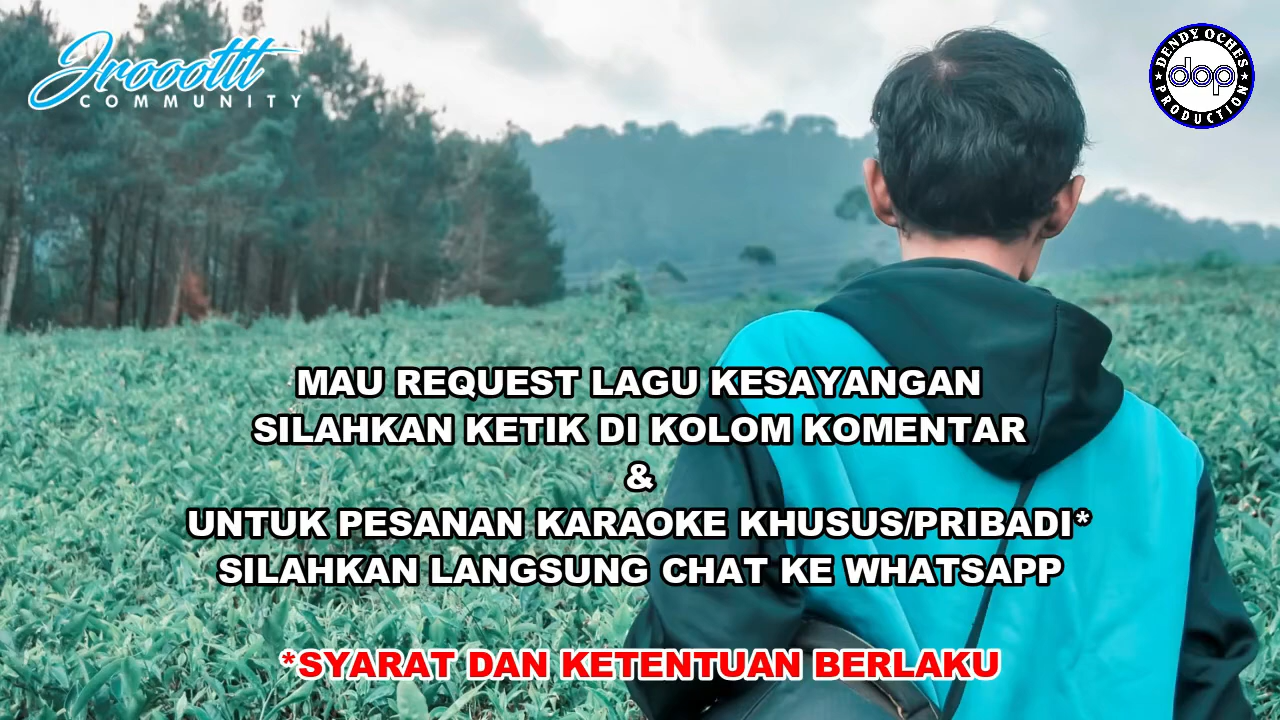 Jrooottt
COMMUNITY
DENDY OCHES
dop
PRODUCTION
MAU REQUEST LAGU KESAYANGAN
SILAHKAN KETIK DI KOLOM KOMENTAR
&
UNTUK PESANAN KARAOKE KHUSUS/PRIBADI*
SILAHKAN LANGSUNG CHAT KE WHATSAPP
*SYARAT DAN KETENTUAN BERLAKU